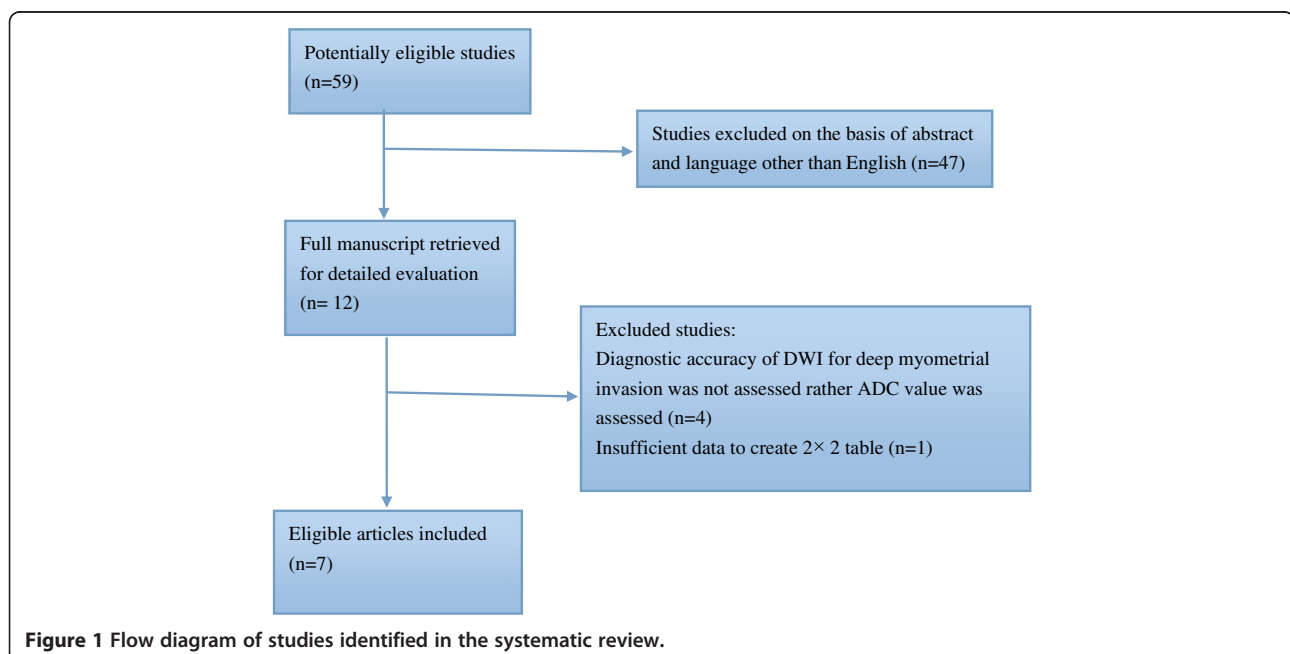 Potentially eligible studies
(n=59)
Studies excluded on the basis of abstract
and language other than English (n=47)
Full manuscript retrieved
for detailed evaluation
(n= 12)
Excluded studies:
Diagnostic accuracy of DWI for deep myometrial
invasion was not assessed rather ADC value was
assessed (n=4)
Insufficient data to create 2× 2 table (n=1)
Eligible articles included
(n=7)
Figure 1 Flow diagram of studies identified in the systematic review.